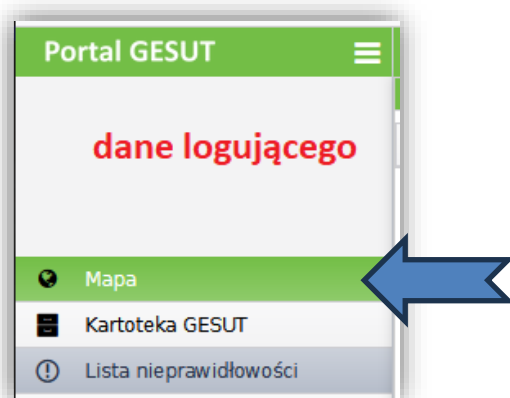 Portal GESUT
dane logującego
Mapa
Kartoteka GESUT
Lista nieprawidłowości